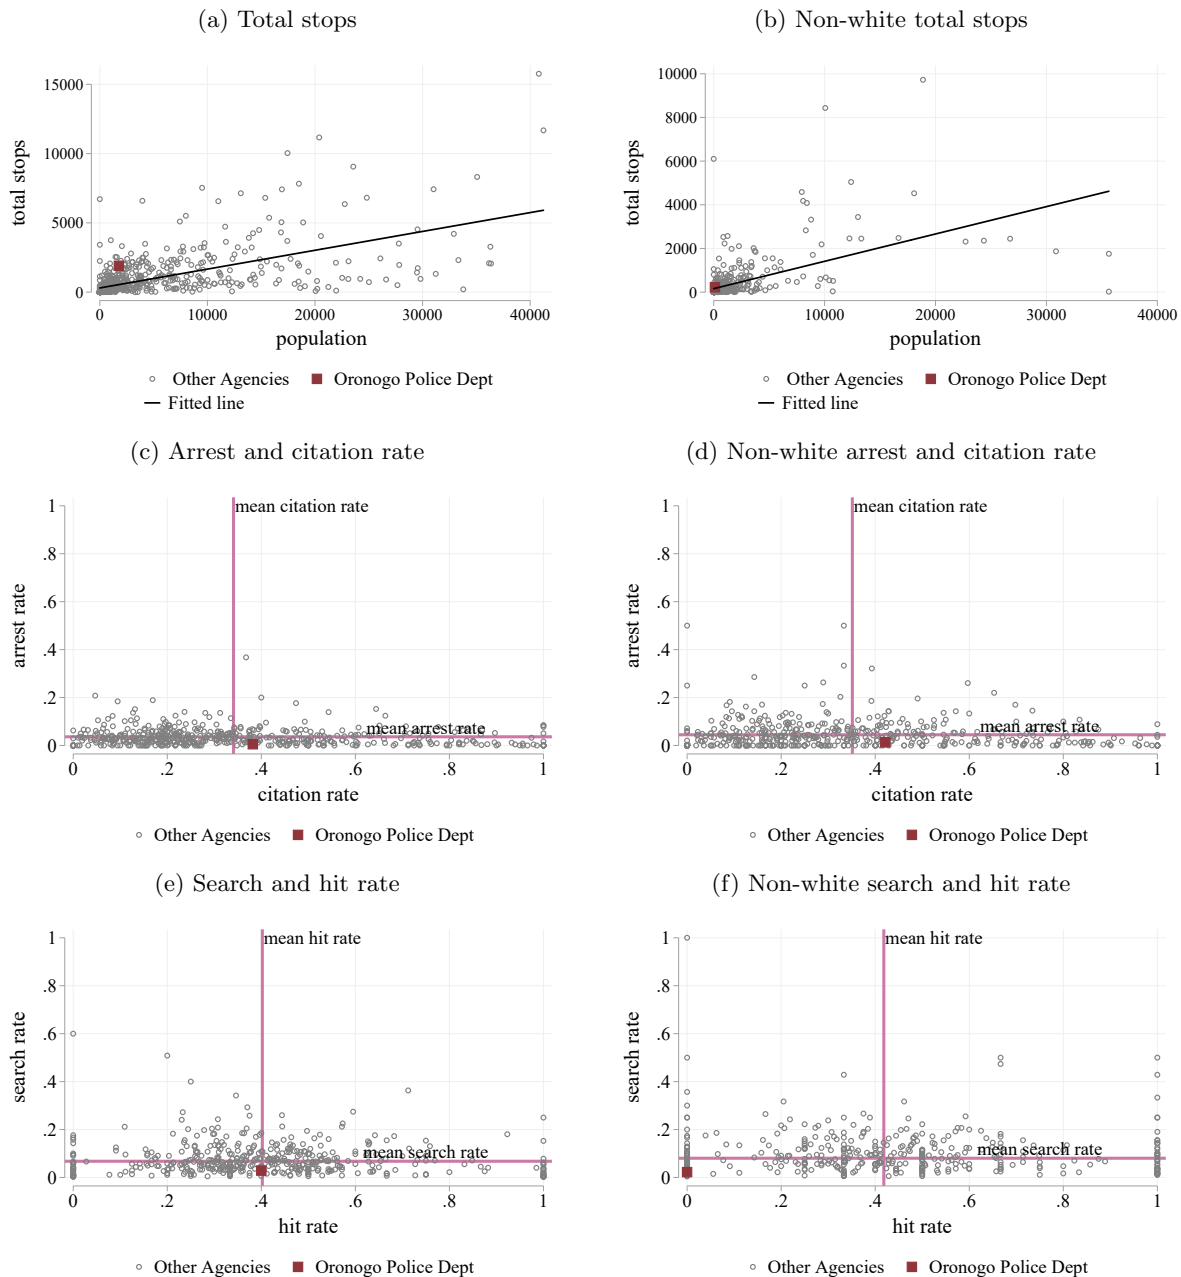 (a) Total stops
total stops
15000
10000
5000
0
0 10000 20000 30000 40000
population
Other Agencies Oronogo Police Dept
Fitted line
(b) Non-white total stops
total stops
10000
8000
6000
4000
2000
0
0 10000 20000 30000 40000
population
Other Agencies Oronogo Police Dept
Fitted line
(c) Arrest and citation rate
arrest rate
1
.8
.6
.4
.2
0
mean citation rate
mean arrest rate
0 .2 .4 .6 .8 1
citation rate
Other Agencies Oronogo Police Dept
(d) Non-white arrest and citation rate
arrest rate
1
.8
.6
.4
.2
0
mean citation rate
mean arrest rate
0 .2 .4 .6 .8 1
citation rate
Other Agencies Oronogo Police Dept
(e) Search and hit rate
search rate
1
.8
.6
.4
.2
0
mean hit rate
mean search rate
0 .2 .4 .6 .8 1
hit rate
Other Agencies Oronogo Police Dept
(f) Non-white search and hit rate
search rate
1
.8
.6
.4
.2
0
mean hit rate
mean search rate
0 .2 .4 .6 .8 1
hit rate
Other Agencies Oronogo Police Dept